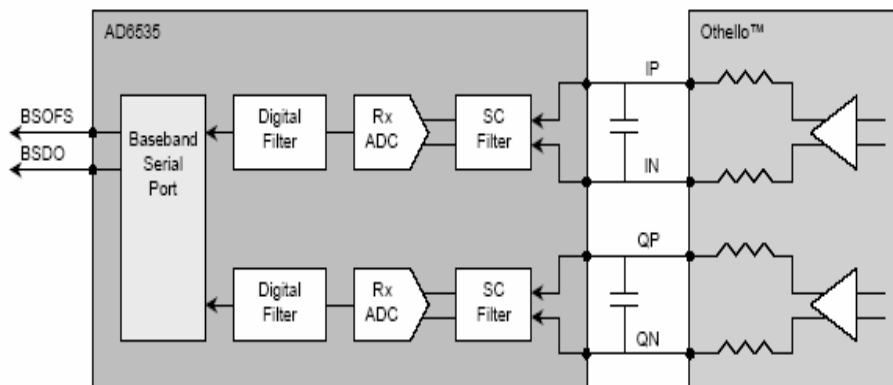 AD6535
Othello™
IP
BSOFS
BSDO
Baseband
Serial
Port
Digital
Filter
Rx
ADC
SC
Filter
IN
QP
Digital
Filter
Rx
ADC
SC
Filter
QN